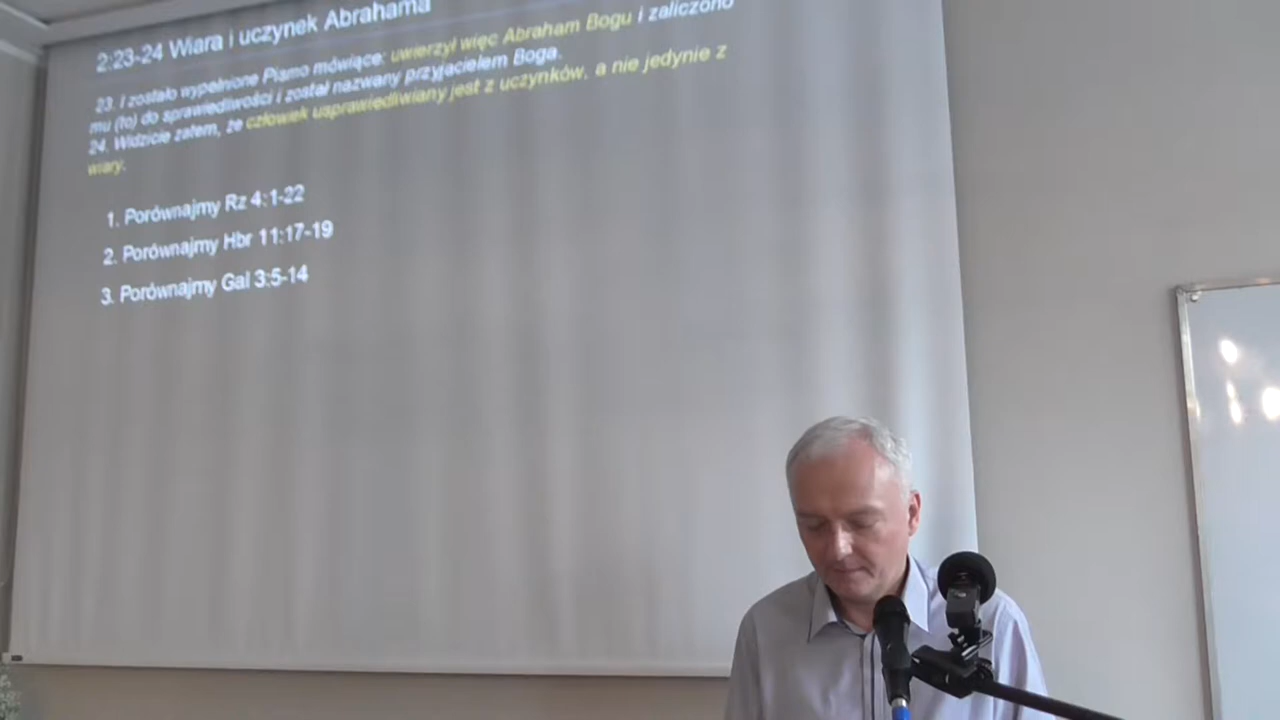 2:23-24 Wiara i uczynek Abrahama
23. I zostało wypełnione Pismo mówiące: uwierzył więc Abraham Bogu i zaliczono
mu (to) do sprawiedliwości i został nazwany przyjacielem Boga.
24. Widzicie zatem, że człowiek usprawiedliwiany jest z uczynków, a nie jedynie z
wiary.
1. Porównajmy Rz 4:1-22
2. Porównajmy Hbr 11:17-19
3. Porównajmy Gal 3:5-14